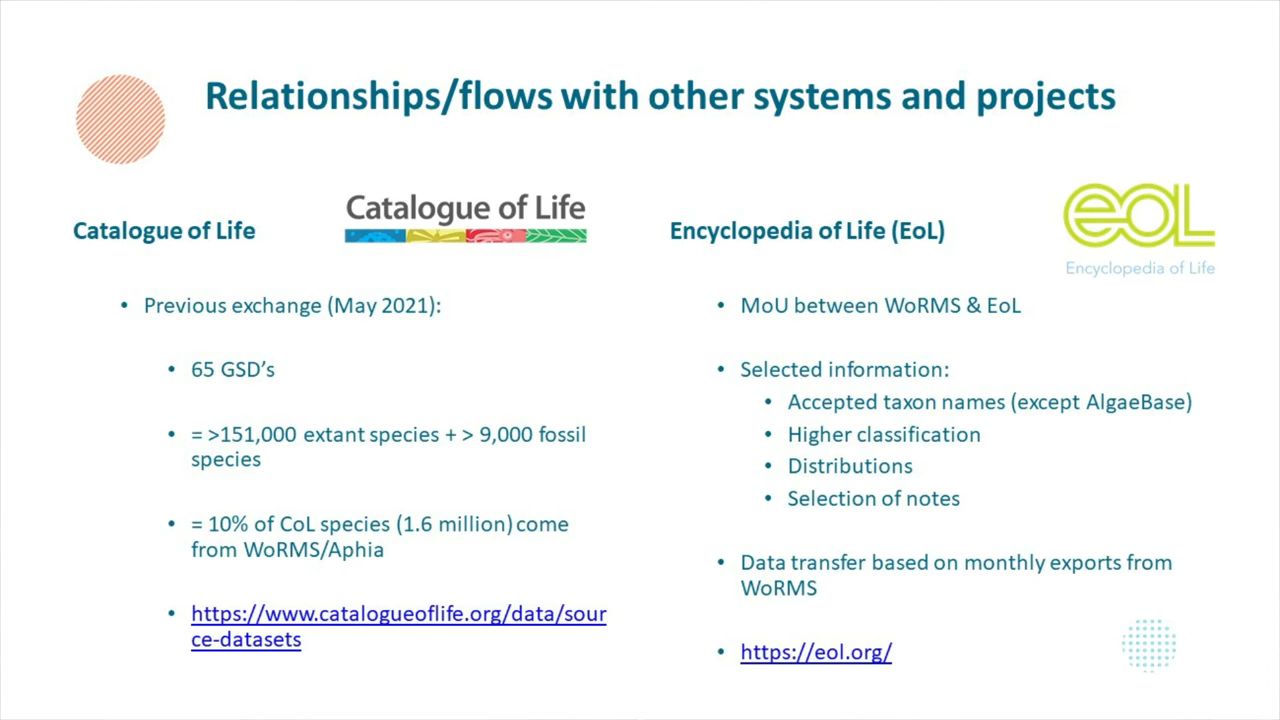 Relationships/flows with other systems and projects
Catalogue of Life
Catalogue of Life
• Previous exchange (May 2021):
• 65 GSD’s
• = >151,000 extant species + > 9,000 fossil
species
• = 10% of CoL species (1.6 million) come
from WoRMS/Aphia
• https://www.catalogueoflife.org/data/sour
ce-datasets
Encyclopedia of Life (EoL)
eOL
Encyclopedia of Life
• MoU between WoRMS & EoL
• Selected information:
• Accepted taxon names (except AlgaeBase)
• Higher classification
• Distributions
• Selection of notes
• Data transfer based on monthly exports from
WoRMS
• https://eol.org/